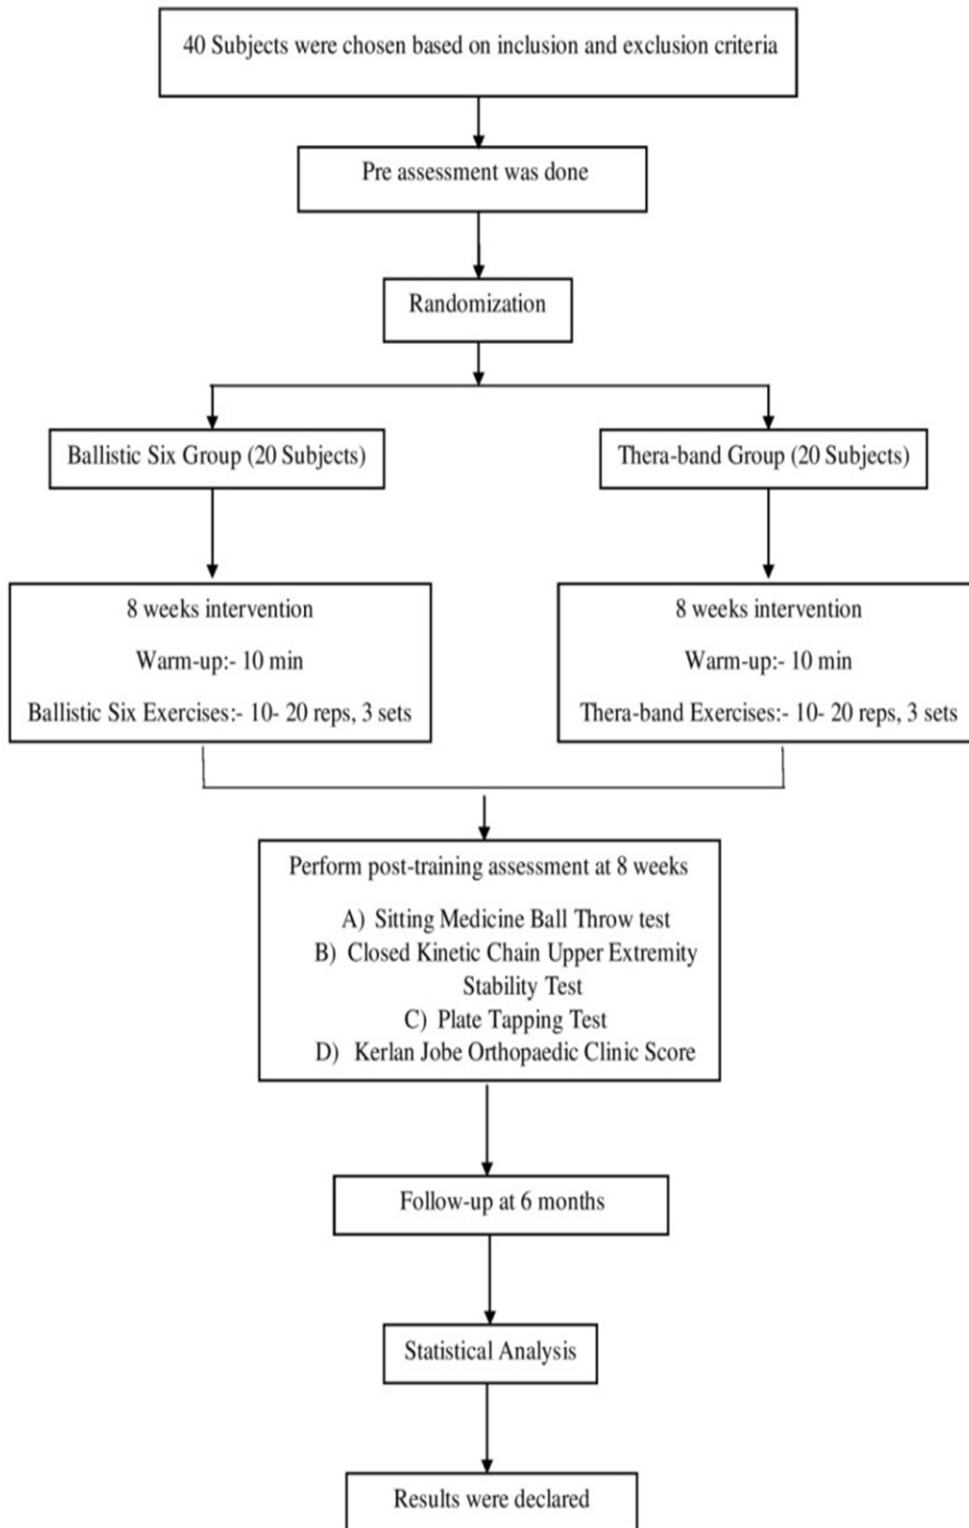 40 Subjects were chosen based on inclusion and exclusion criteria
Pre assessment was done
Randomization
Ballistic Six Group (20 Subjects)
Thera-band Group (20 Subjects)
8 weeks intervention
Warm-up:- 10 min
Ballistic Six Exercises:- 10- 20 reps, 3 sets
8 weeks intervention
Warm-up:- 10 min
Thera-band Exercises:- 10- 20 reps, 3 sets
Perform post-training assessment at 8 weeks
A) Sitting Medicine Ball Throw test
B) Closed Kinetic Chain Upper Extremity
Stability Test
C) Plate Tapping Test
D) Kerlan Jobe Orthopaedic Clinic Score
Follow-up at 6 months
Statistical Analysis
Results were declared